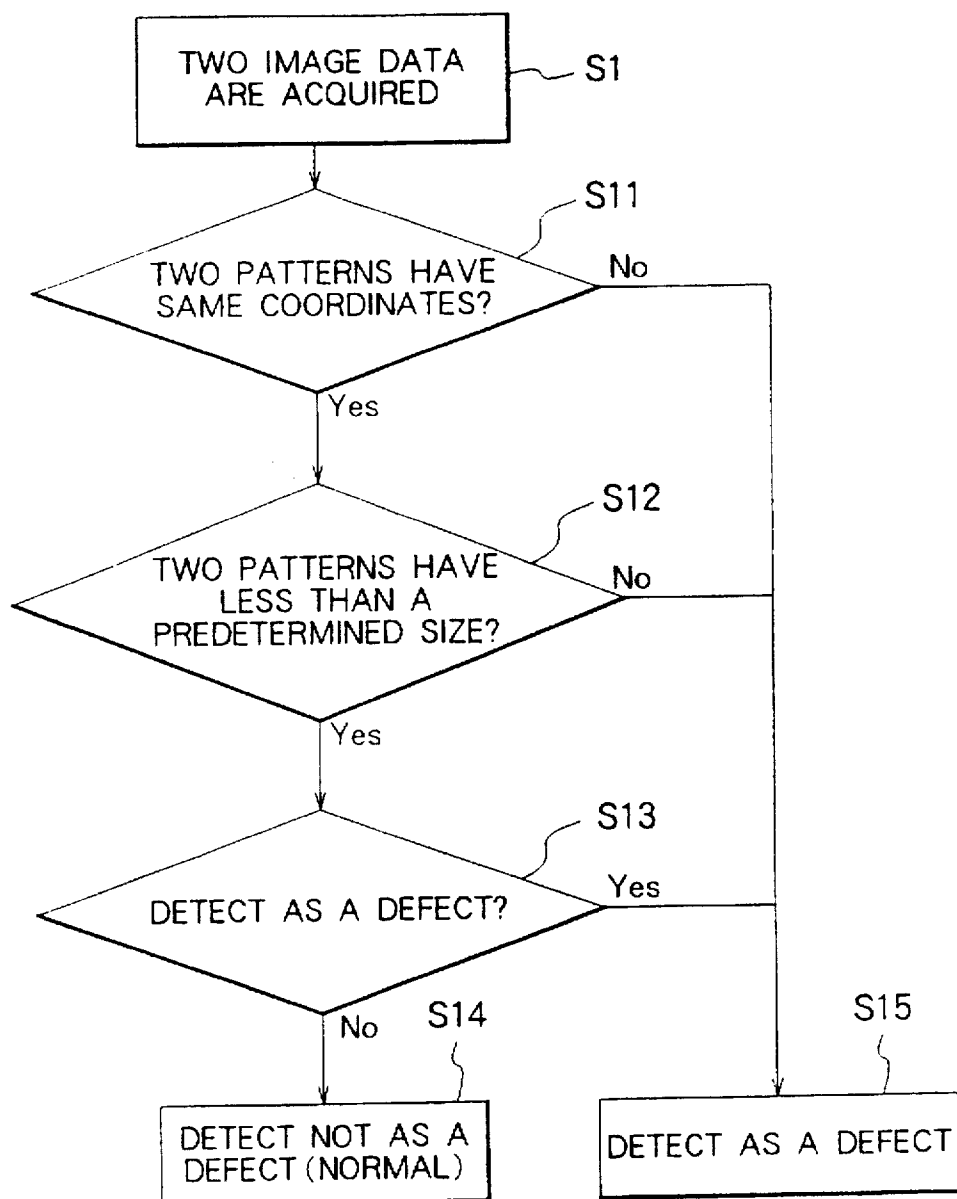 TWO IMAGE DATA
ARE ACQUIRED
S1
S11
TWO PATTERNS HAVE
SAME COORDINATES?
No
Yes
S12
TWO PATTERNS HAVE
LESS THAN A
PREDETERMINED SIZE?
No
Yes
S13
DETECT AS A DEFECT?
Yes
No
S14
DETECT NOT AS A
DEFECT (NORMAL)
S15
DETECT AS A DEFECT